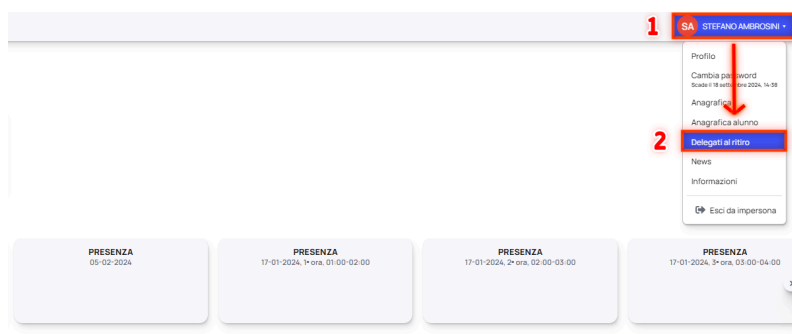 1
SA STEFANO AMBROSINI
Profilo
Cambia password
Scade il 18 settembre 2024, 14:38
Anagrafica
Anagrafica alunno
2
Delegati al ritiro
News
Informazioni
Esci da impersona
PRESENZA
05-02-2024
PRESENZA
17-01-2024, 1ª ora, 01:00-02:00
PRESENZA
17-01-2024, 2ª ora, 02:00-03:00
PRESENZA
17-01-2024, 3ª ora, 03:00-04:00